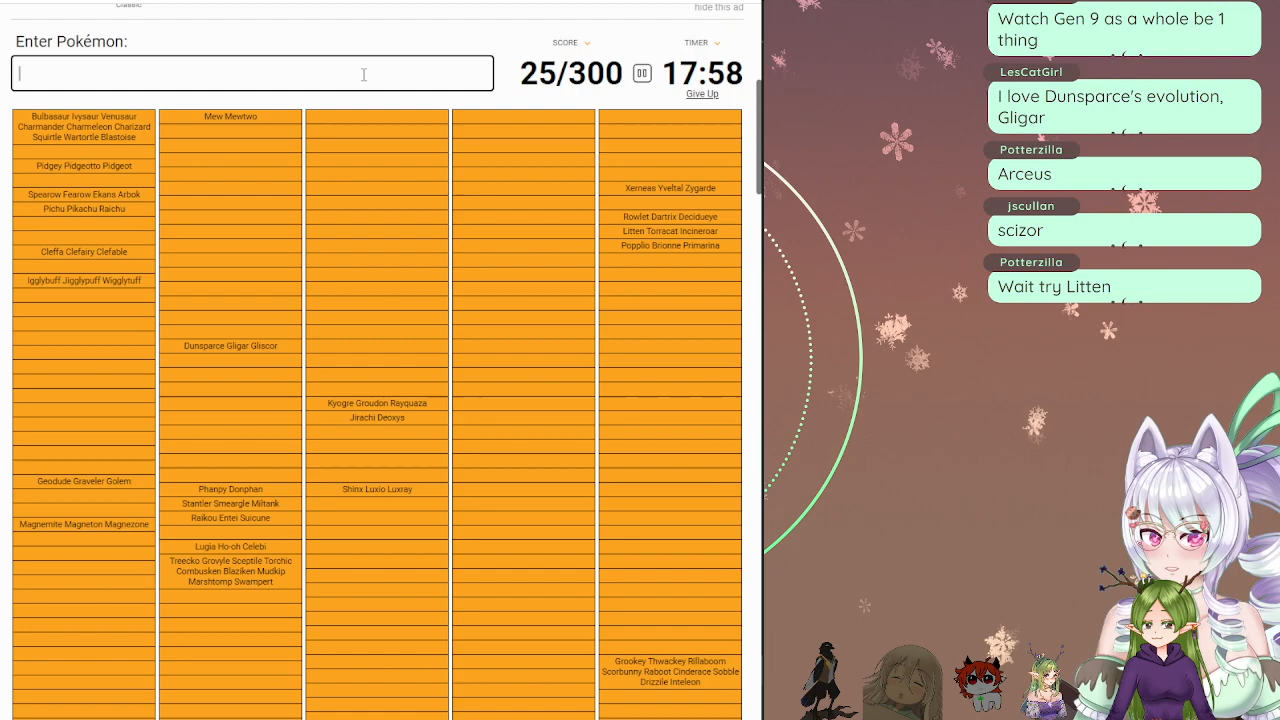 Classic
hide this ad
Enter Pokémon:
SCORE
TIMER
25/300
17:58
Give Up
Bulbasaur Ivysaur Venusaur
Charmander Charmeleon Charizard
Squirtle Wartortle Blastoise
Pidgey Pidgeotto Pidgeot
Spearow Fearow Ekans Arbok
Pichu Pikachu Raichu
Cleffa Clefairy Clefable
Igglybuff Jigglypuff Wigglytuff
Geodude Graveler Golem
Magnemite Magneton Magnezone
Mew Mewtwo
Dunsparce Gligar Gliscor
Phanpy Donphan
Stantler Smeargle Miltank
Raikou Entei Suicune
Lugia Ho-oh Celebi
Treecko Grovyle Sceptile Torchic
Combusken Blaziken Mudkip
Marshtomp Swampert
Kyogre Groudon Rayquaza
Jirachi Deoxys
Shinx Luxio Luxray
Xerneas Yveltal Zygarde
Rowlet Dartrix Decidueye
Litten Torracat Incineroar
Popplio Brionne Primarina
Grookey Thwackey Rillaboom
Scorbunny Raboot Cinderace Sobble
Drizzile Inteleon
Watch Gen 9 as a whole be 1
thing
LesCatGirl
I love Dunsparce's evolution,
Gligar
Potterzilla
Arceus
jscullan
scizor
Potterzilla
Wait try Litten